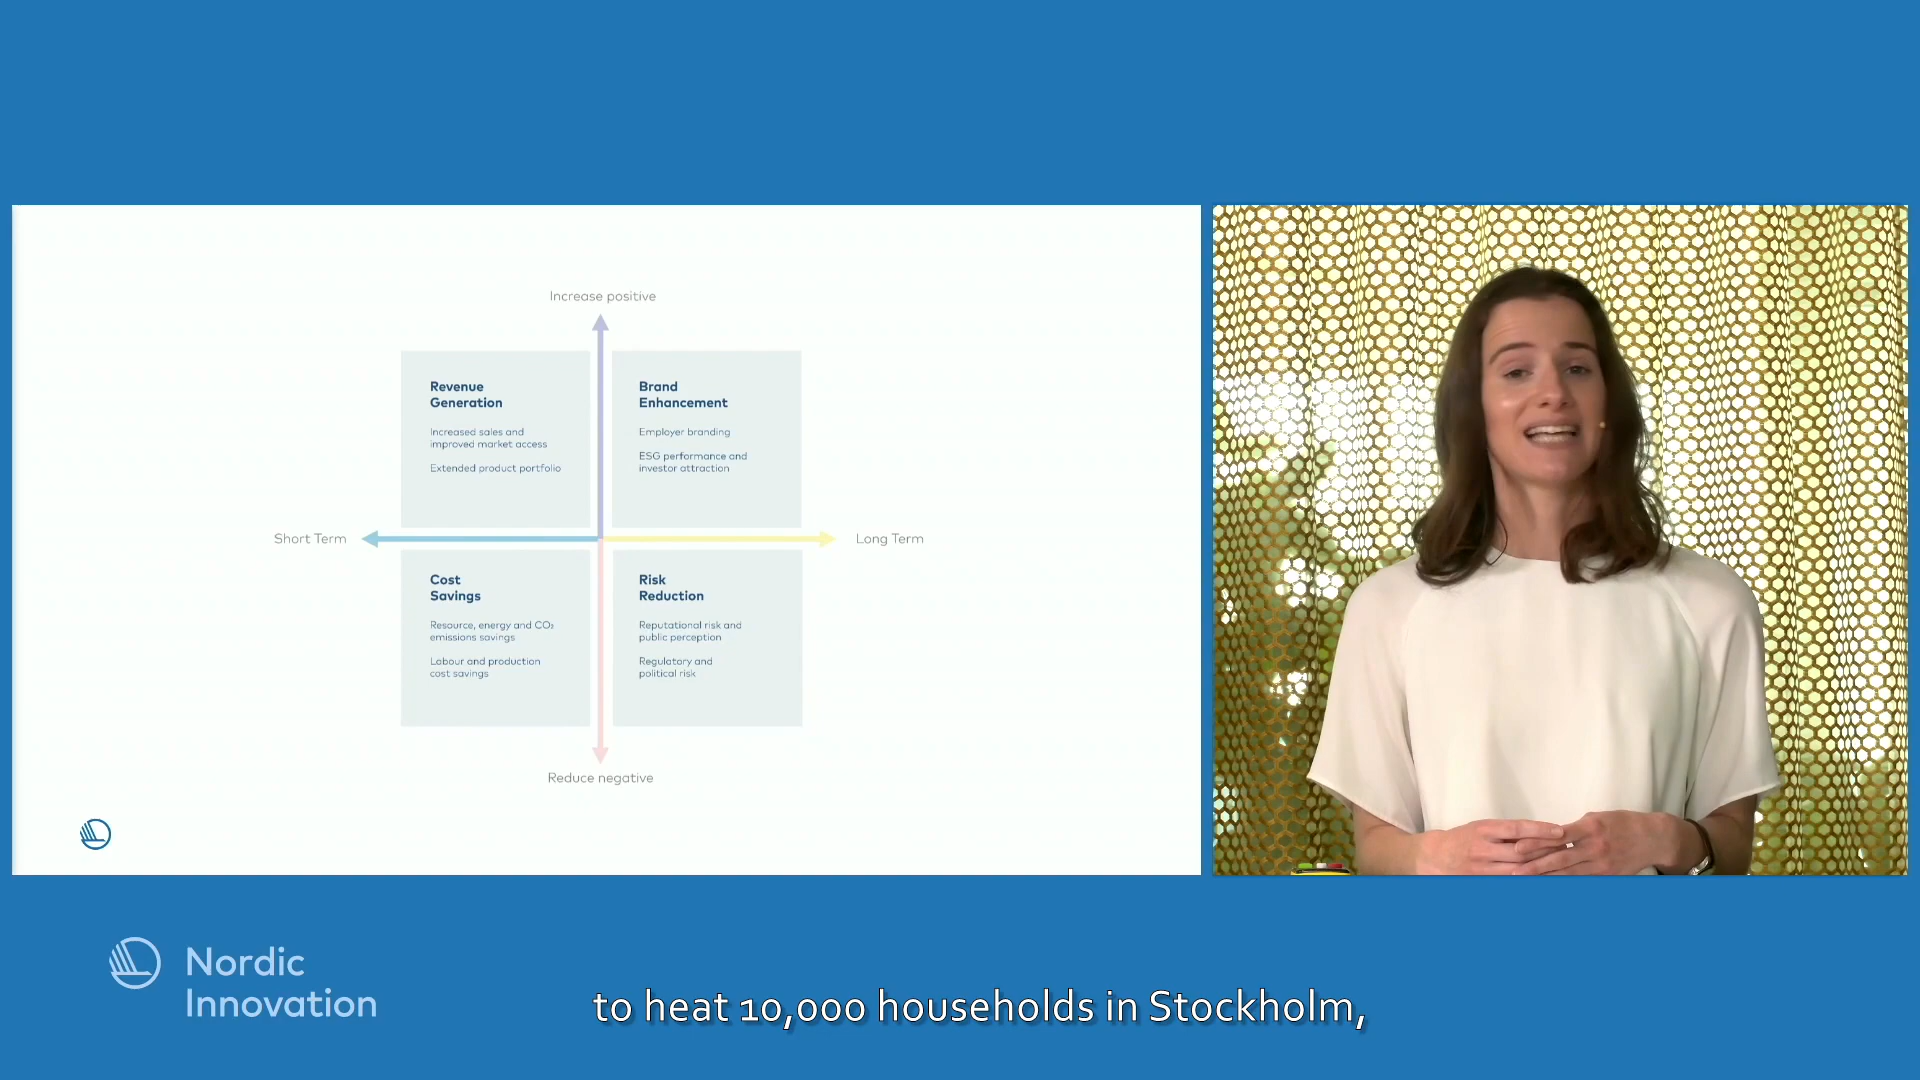 Increase positive
Revenue
Generation
Increased sales and
improved market access
Extended product portfolio
Brand
Enhancement
Employer branding
ESG performance and
investor attraction
Short Term
Long Term
Cost
Savings
Resource, energy and CO₂
emissions savings
Labour and production
cost savings
Risk
Reduction
Reputational risk and
public perception
Regulatory and
political risk
Reduce negative
Nordic
Innovation
to heat 10,000 households in Stockholm,